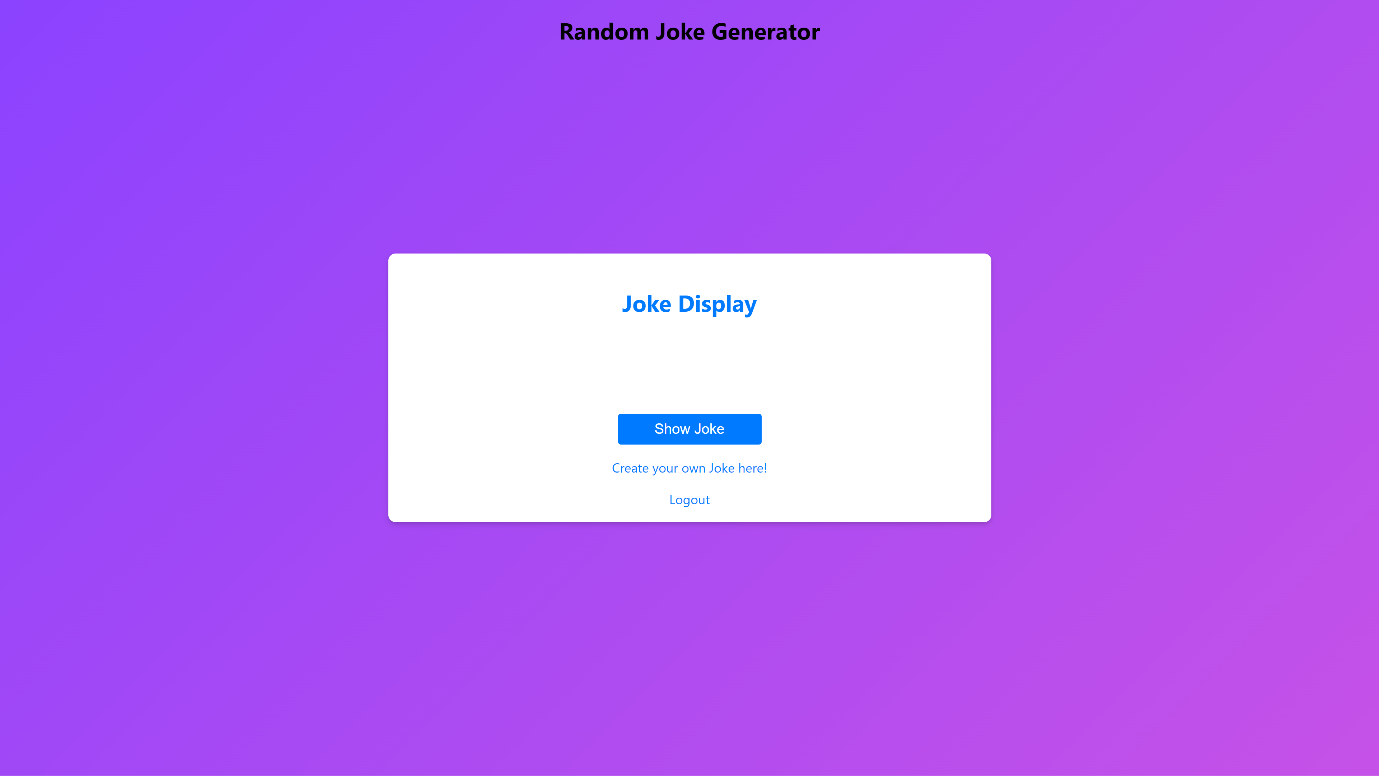 Random Joke Generator
Joke Display
Show Joke
Create your own Joke here!
Logout